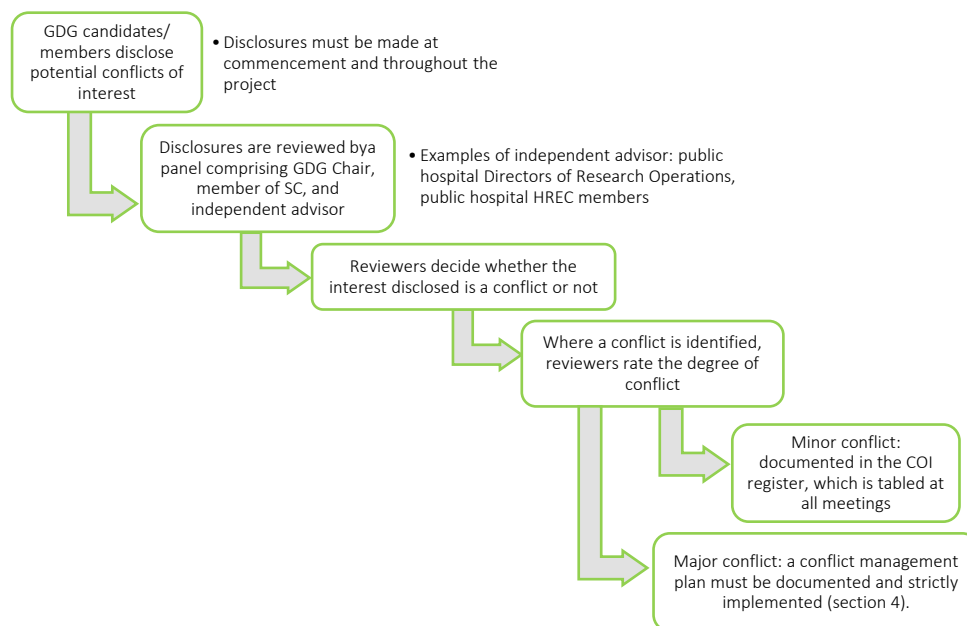 GDG candidates/
members disclose
potential conflicts of
interest
• Disclosures must be made at
commencement and throughout the
project
Disclosures are reviewed bya
panel comprising GDG Chair,
member of SC, and
independent advisor
• Examples of independent advisor: public
hospital Directors of Research Operations,
public hospital HREC members
Reviewers decide whether the
interest disclosed is a conflict or not
Where a conflict is identified,
reviewers rate the degree of
conflict
Minor conflict:
documented in the COI
register, which is tabled at
all meetings
Major conflict: a conflict management
plan must be documented and strictly
implemented (section 4).